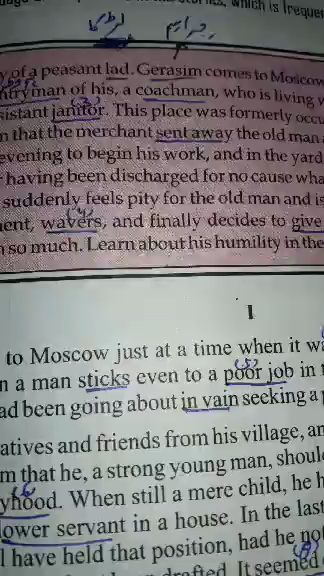 which is frequen
y of a peasant lad. Gerasim comes to Moscow
ntryman of his, a coachman, who is living w
sistant janitor. This place was formerly occu
n that the merchant sent away the old man
evening to begin his work, and in the yard
having been discharged for no cause wha
suddenly feels pity for the old man and is
ent, wavers, and finally decides to give
so much. Learn about his humility in the
I
to Moscow just at a time when it wa
n a man sticks even to a poor job in
ad been going about in vain seeking a
atives and friends from his village, an
m that he, a strong young man, shoul
yhood. When still a mere child, he h
lower servant in a house. In the last
l have held that position, had he no
drafted. It seemed